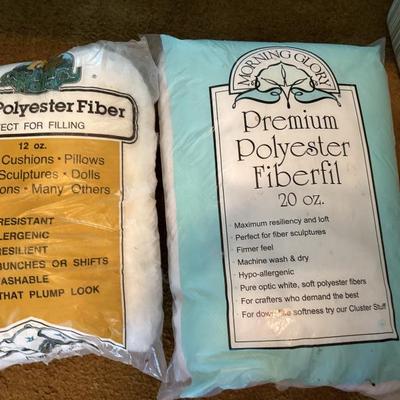 Polyester Fiber
ECT FOR FILLING
12 oz.
Cushions • Pillows
Sculptures • Dolls
ons • Many Others
RESISTANT
LERGENIC
RESILIENT
BUNCHES OR SHIFTS
ASHABLE
THAT PLUMP LOOK
MORNING GLORY
Premium
Polyester
Fiberfil
20 oz.
• Maximum resiliency and loft
• Perfect for fiber sculptures
• Firmer feel
• Machine wash & dry
• Hypo-allergenic
• Pure optic white, soft polyester fibers
• For crafters who demand the best
• For down-like softness try our Cluster Stuff